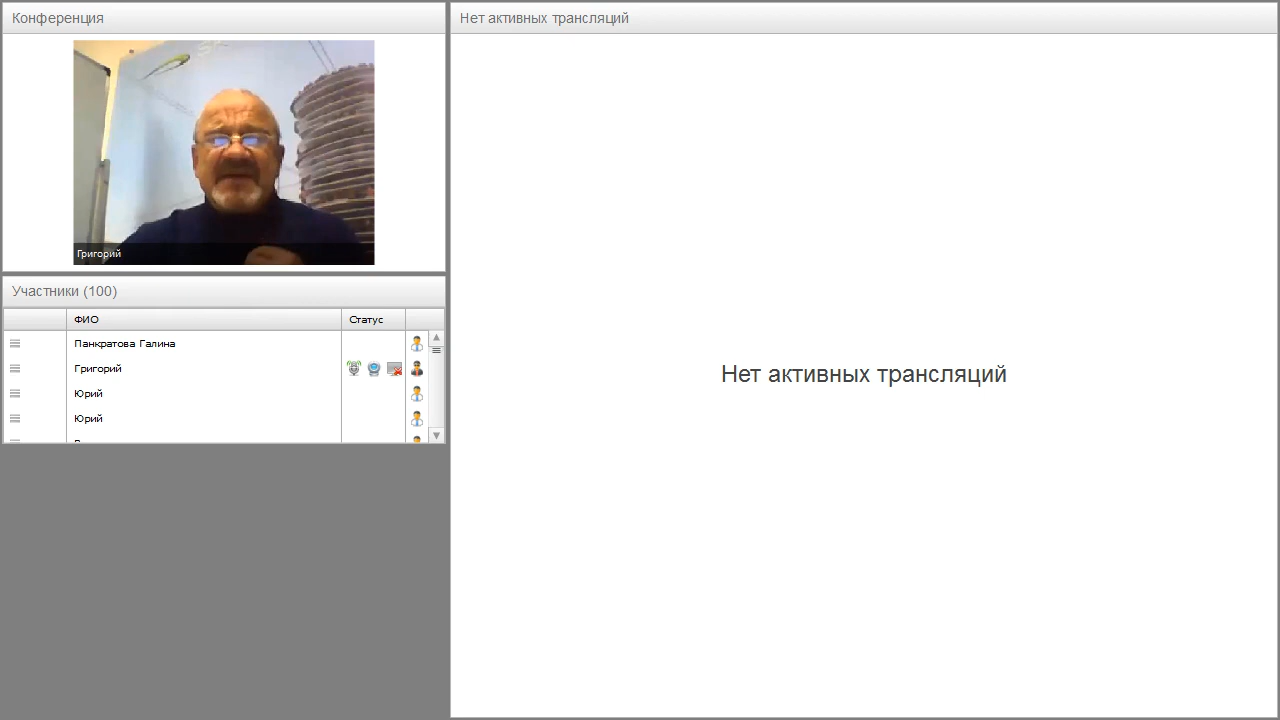 Конференция
Григорий
Участники (100)
ФИО
Статус
Панкратова Галина
Григорий
Юрий
Юрий
Нет активных трансляций
Нет активных трансляций